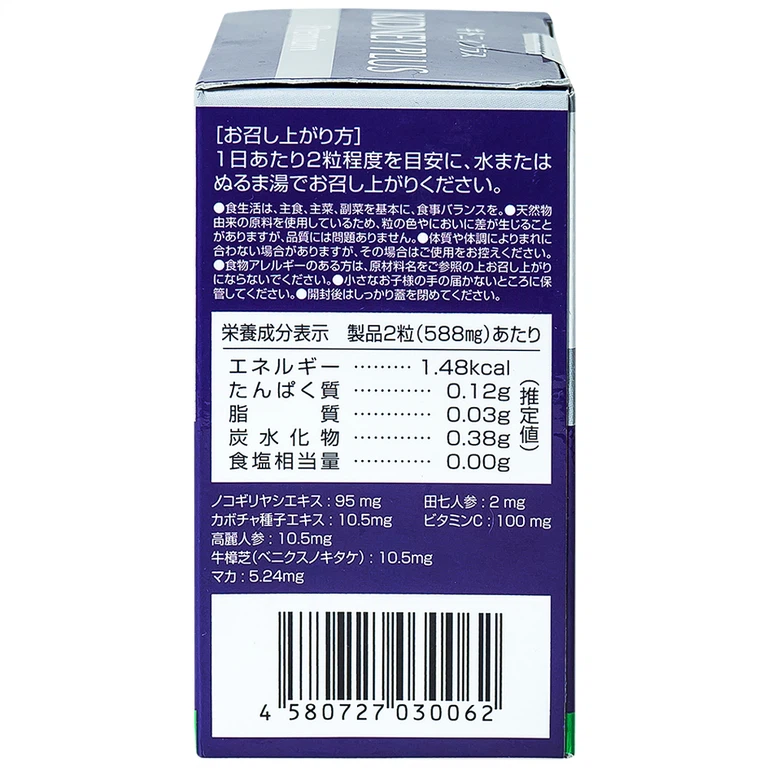 KIDNEY PLUS
キドニープラス
[お召し上がり方]
1日あたり2粒程度を目安に、水または
ぬるま湯でお召し上がりください。
●食生活は、主食、主菜、副菜を基本に、食事バランスを。●天然物
由来の原料を使用しているため、粒の色やにおいに差が生じること
がありますが、品質には問題ありません。●体質や体調によりまれに
合わない場合がありますが、その場合はご使用をお控えください。
●食物アレルギーのある方は、原材料名をご参照の上お召し上がり
にならないでください。●小さなお子様の手の届かないところに保
管してください。●開封後はしっかり蓋を閉めてください。
栄養成分表示 製品2粒(588mg)あたり
エネルギー ……… 1.48kcal
たんぱく質 ………… 0.12g
脂 質 ………… 0.03g
炭水化物 ………… 0.38g
食塩相当量 ………… 0.00g
(推定値)
ノコギリヤシエキス : 95 mg 田七人参 : 2 mg
カボチャ種子エキス : 10.5mg ビタミンC : 100 mg
高麗人参 : 10.5mg
牛樟芝(ベニクスノキタケ) : 10.5mg
マカ : 5.24mg
4 580727 030062